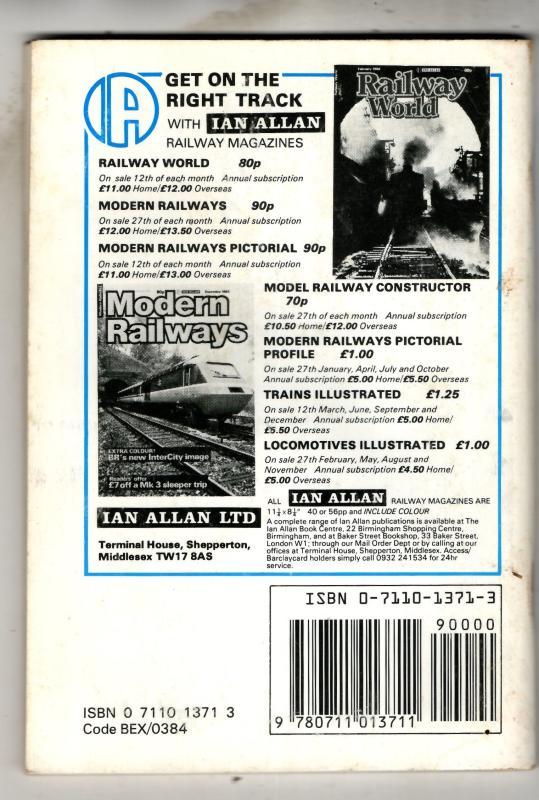 IA
GET ON THE
RIGHT TRACK
WITH IAN ALLAN
RAILWAY MAGAZINES
RAILWAY WORLD 80p
On sale 12th of each month Annual subscription
£11.00 Home/£12.00 Overseas
MODERN RAILWAYS 90p
On sale 27th of each month Annual subscription
£12.00 Home/£13.50 Overseas
MODERN RAILWAYS PICTORIAL 90p
On sale 12th of each month Annual subscription
£11.00 Home/£13.00 Overseas
Railway
World
MODEL RAILWAY CONSTRUCTOR
70p
On sale 27th of each month Annual subscription
£10.50 Home/£12.00 Overseas
MODERN RAILWAYS PICTORIAL
PROFILE £1.00
On sale 27th January, April, July and October
Annual subscription £5.00 Home/£5.50 Overseas
TRAINS ILLUSTRATED £1.25
On sale 12th March, June, September and
December Annual subscription £5.00 Home/
£5.50 Overseas
LOCOMOTIVES ILLUSTRATED £1.00
On sale 27th February, May, August and
November Annual subscription £4.50 Home/
£5.00 Overseas
Modern
Railways
EXTRA COLOUR!
BR's new InterCity image
Readers' offer
£7 off a Mk 3 sleeper trip
IAN ALLAN LTD
Terminal House, Shepperton,
Middlesex TW17 8AS
ALL IAN ALLAN RAILWAY MAGAZINES ARE
11¾ × 8¼" 40 or 56pp and INCLUDE COLOUR
A complete range of Ian Allan publications is available at The
Ian Allan Book Centre, 22 Birmingham Shopping Centre,
Birmingham, and at Baker Street Bookshop, 33 Baker Street,
London W1; through our Mail Order Dept or by calling at our
offices at Terminal House, Shepperton, Middlesex. Access/
Barclaycard holders simply call 0932 241534 for 24hr
service.
ISBN 0-7110-1371-3
90000
9 780711 013711
ISBN 0 7110 1371 3
Code BEX/0384